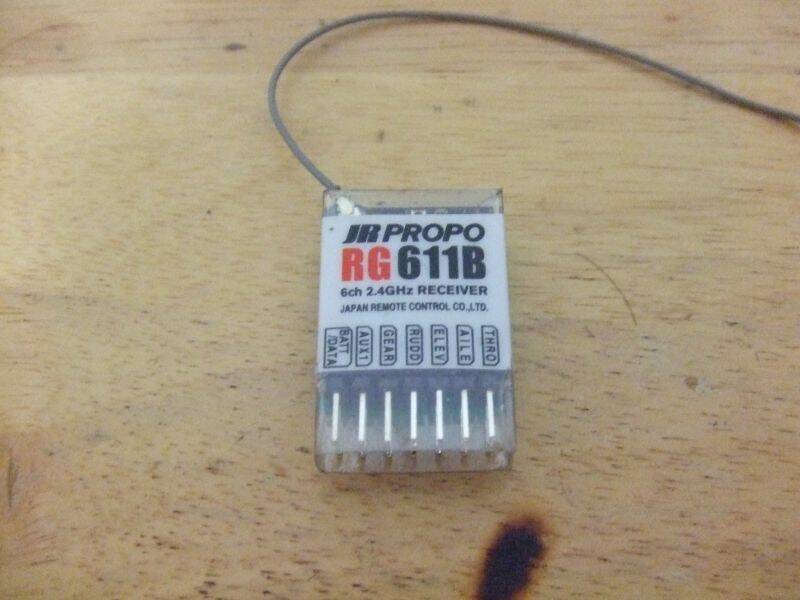 JR PROPO
RG 611B
6ch 2.4GHz RECEIVER
JAPAN REMOTE CONTROL CO.,LTD.
BATT /DATA
AUX1
GEAR
RUDD
ELEV
AILE
THRO